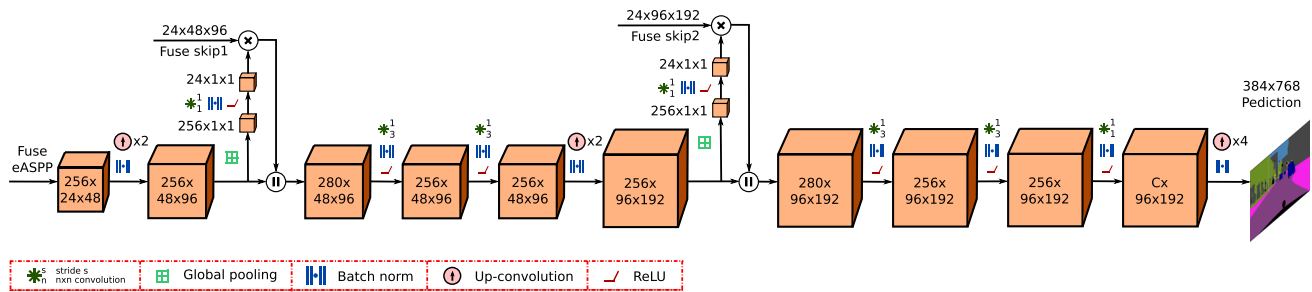 Fuse
eASPP
256x
24x48
x2
256x
48x96
24x48x96
Fuse skip1
24x1x1
1
1
256x1x1
280x
48x96
1
3
256x
48x96
1
3
256x
48x96
x2
256x
96x192
24x96x192
Fuse skip2
24x1x1
1
1
256x1x1
280x
96x192
1
3
256x
96x192
1
3
256x
96x192
1
1
Cx
96x192
x4
384x768
Pediction
s
n
stride s
nxn convolution
Global pooling
Batch norm
Up-convolution
ReLU